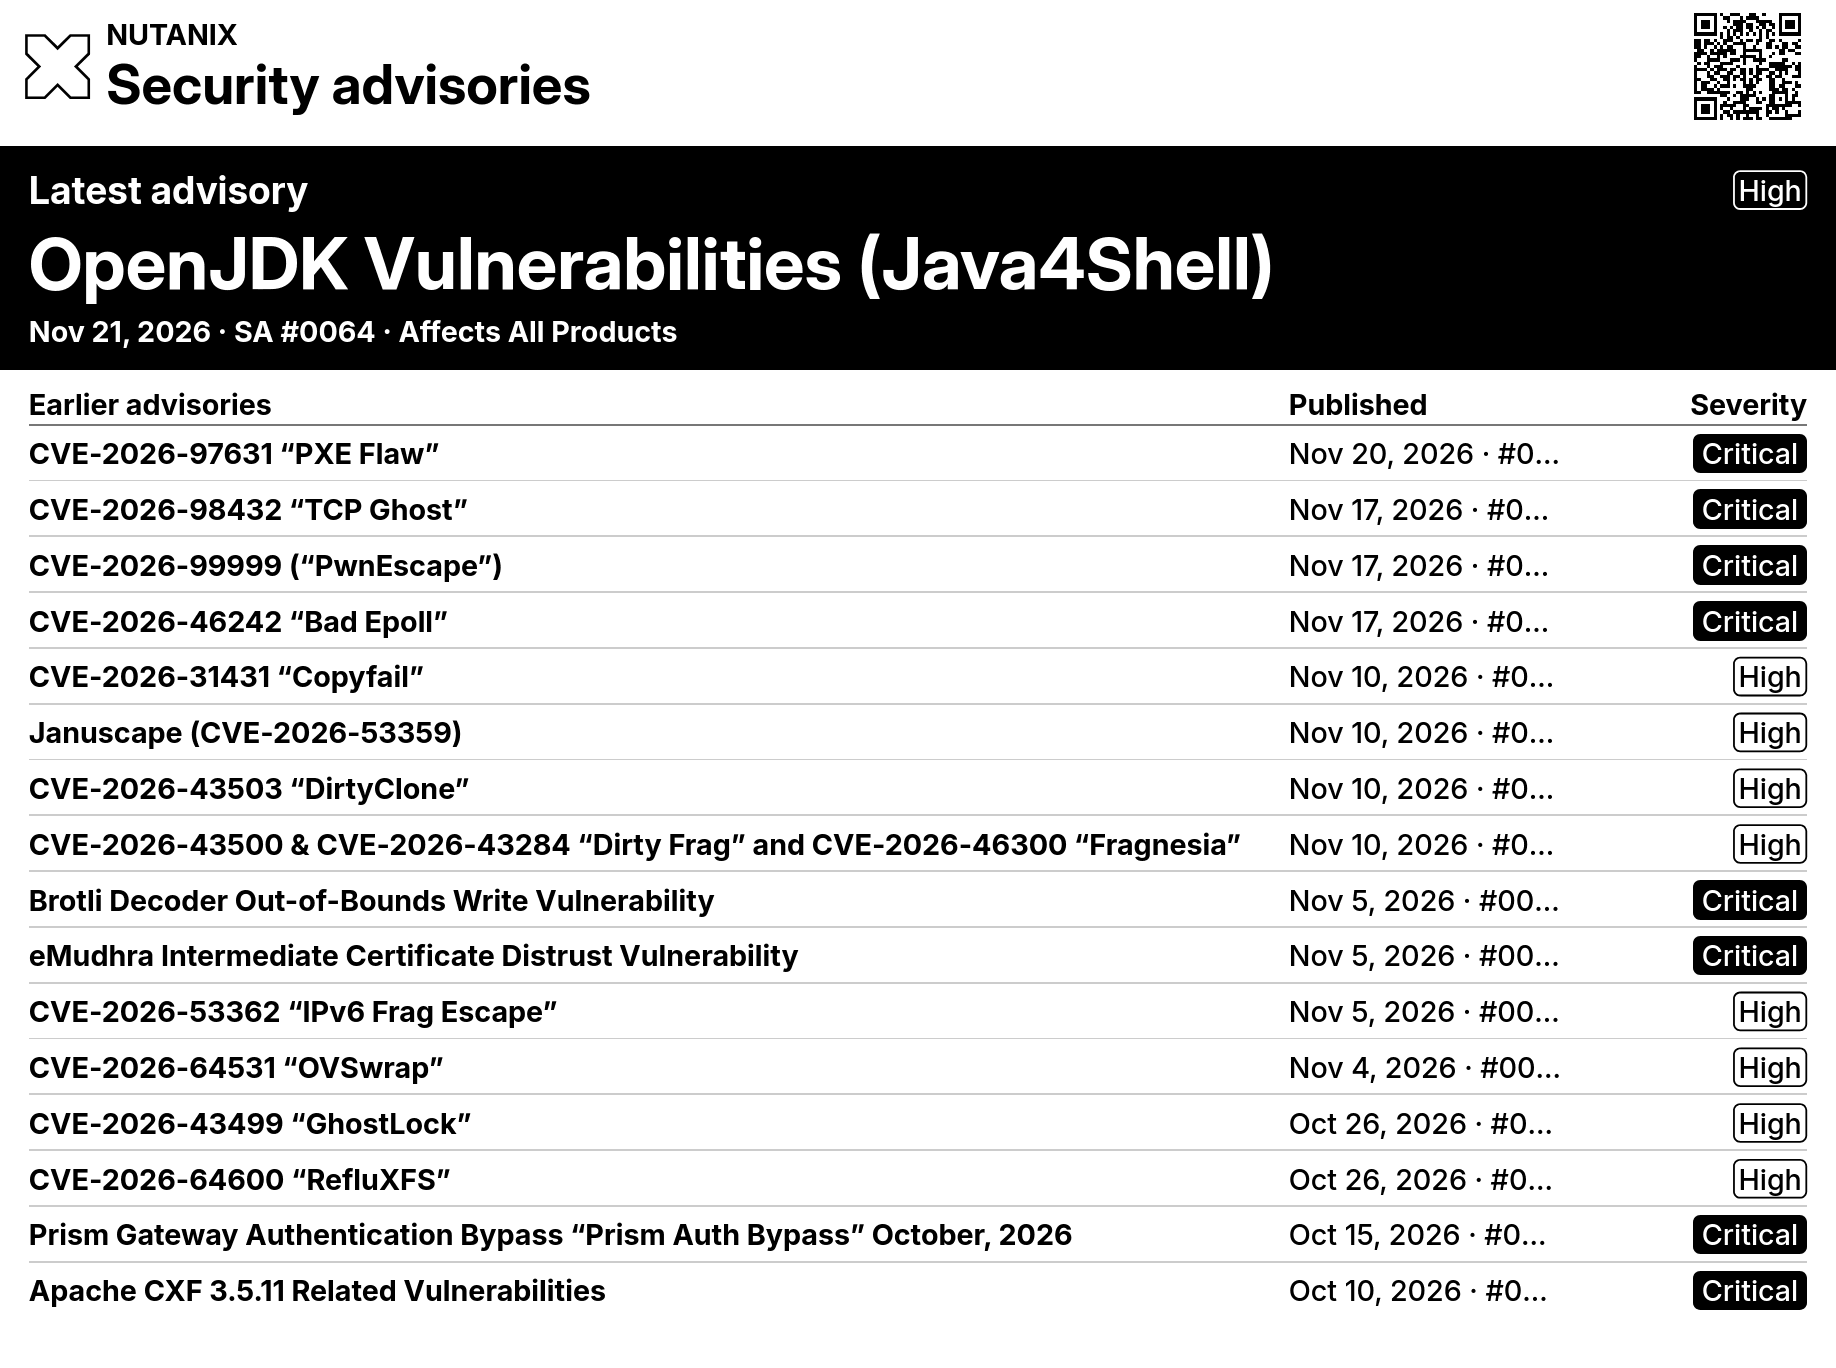 NUTANIX
Security advisories
Latest advisory High
OpenJDK Vulnerabilities (Java4Shell)
Nov 21, 2026 · SA #0064 · Affects All Products
Earlier advisories Published Severity
CVE-2026-97631 “PXE Flaw” Nov 20, 2026 · #0... Critical
CVE-2026-98432 “TCP Ghost” Nov 17, 2026 · #0... Critical
CVE-2026-99999 (“PwnEscape”) Nov 17, 2026 · #0... Critical
CVE-2026-46242 “Bad Epoll” Nov 17, 2026 · #0... Critical
CVE-2026-31431 “Copyfail” Nov 10, 2026 · #0... High
Januscape (CVE-2026-53359) Nov 10, 2026 · #0... High
CVE-2026-43503 “DirtyClone” Nov 10, 2026 · #0... High
CVE-2026-43500 & CVE-2026-43284 “Dirty Frag” and CVE-2026-46300 “Fragnesia” Nov 10, 2026 · #0... High
Brotli Decoder Out-of-Bounds Write Vulnerability Nov 5, 2026 · #00... Critical
eMudhra Intermediate Certificate Distrust Vulnerability Nov 5, 2026 · #00... Critical
CVE-2026-53362 “IPv6 Frag Escape” Nov 5, 2026 · #00... High
CVE-2026-64531 “OVSwrap” Nov 4, 2026 · #00... High
CVE-2026-43499 “GhostLock” Oct 26, 2026 · #0... High
CVE-2026-64600 “RefluXFS” Oct 26, 2026 · #0... High
Prism Gateway Authentication Bypass “Prism Auth Bypass” October, 2026 Oct 15, 2026 · #0... Critical
Apache CXF 3.5.11 Related Vulnerabilities Oct 10, 2026 · #0... Critical